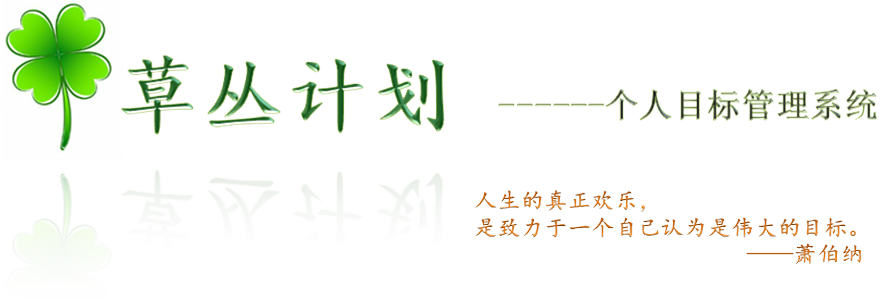 草丛计划
------个人目标管理系统
人生的真正欢乐，
是致力于一个自己认为是伟大的目标。
——萧伯纳